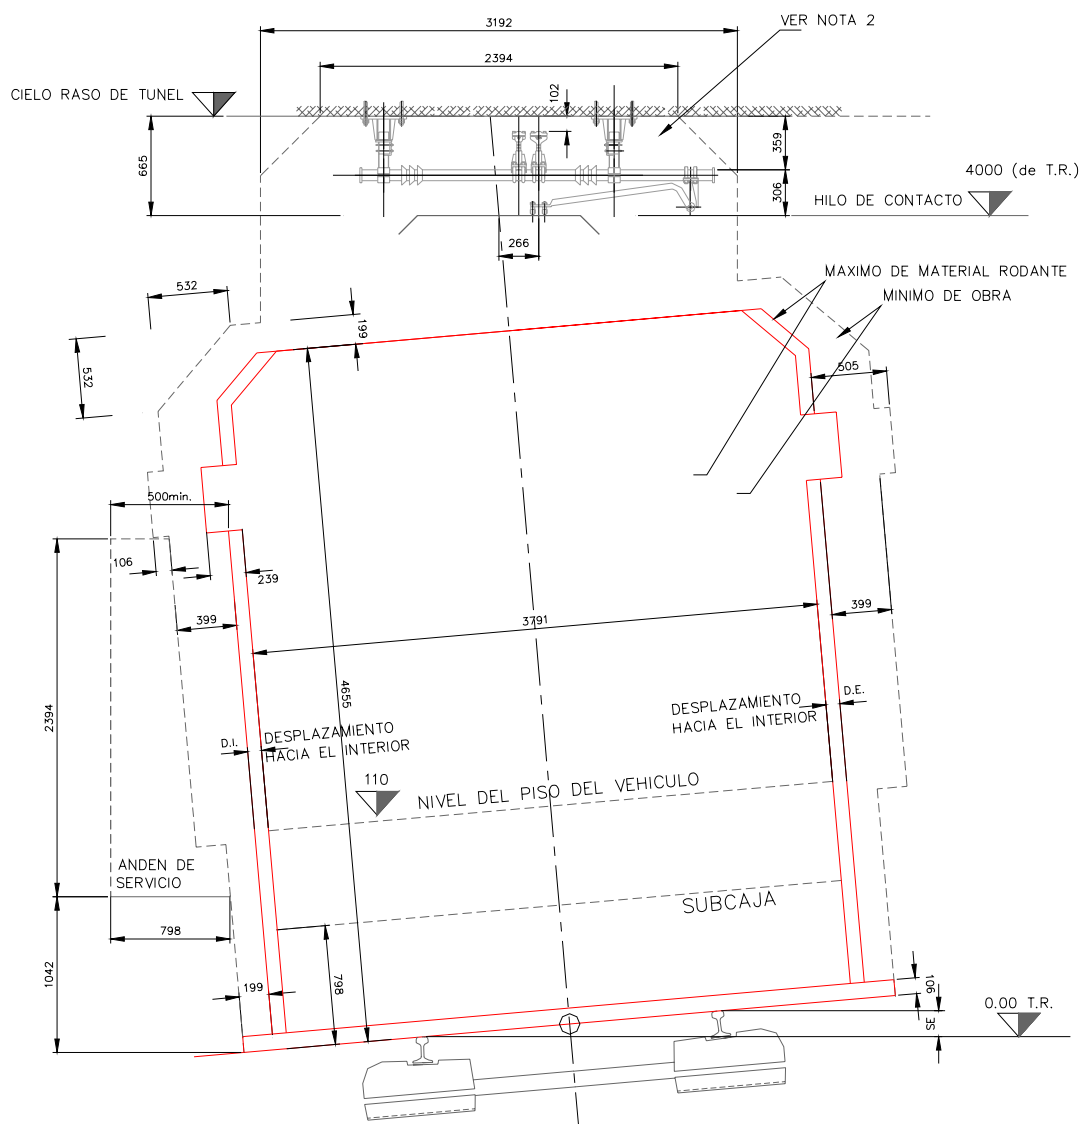 3192
VER NOTA 2
2394
CIELO RASO DE TUNEL
102
665
359
4000 (de T.R.)
306
HILO DE CONTACTO
266
MAXIMO DE MATERIAL RODANTE
532
MINIMO DE OBRA
199
532
505
500min.
106
239
399
3791
399
4655
2394
DESPLAZAMIENTO
HACIA EL INTERIOR
D.E.
D.I.
DESPLAZAMIENTO
HACIA EL INTERIOR
110
NIVEL DEL PISO DEL VEHICULO
ANDEN DE
SERVICIO
SUBCAJA
798
1042
199
798
106
SE
0.00 T.R.